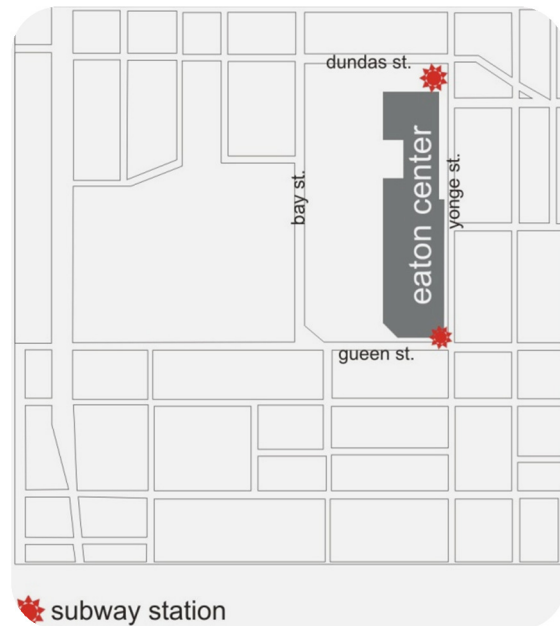 dundas st.
bay st.
eaton center
yonge st.
gueen st.
subway station